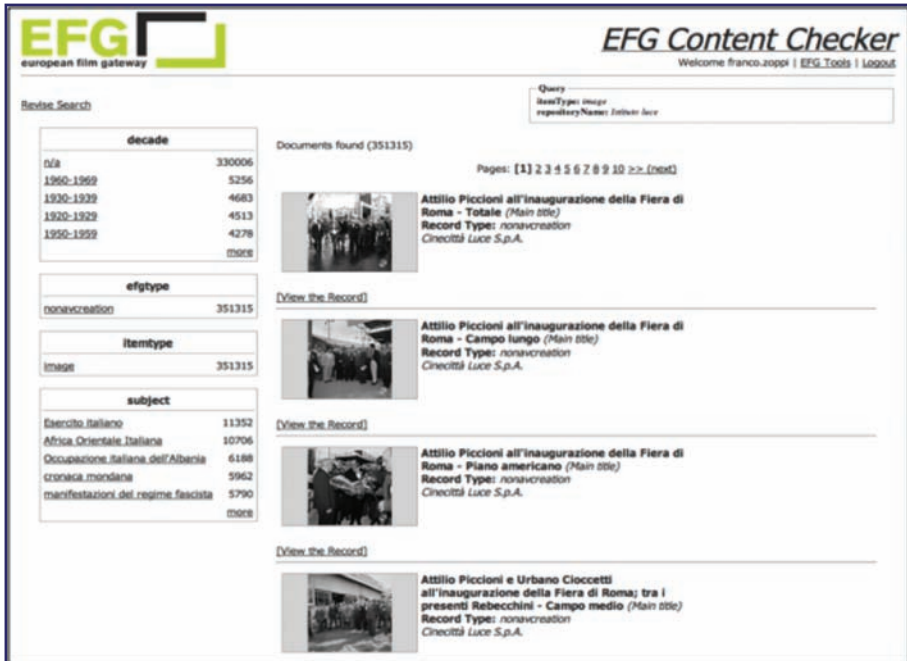 EFG
european film gateway
EFG Content Checker
Welcome franco.zoppi | EFG Tools | Logout
Revise Search
Query
itemType: image
repositoryName: Istituto luce
decade
n/a 330006
1960-1969 5256
1930-1939 4683
1920-1929 4513
1950-1959 4278
more
efgtype
nonavcreation 351315
itemtype
image 351315
subject
Esercito italiano 11352
Africa Orientale Italiana 10706
Occupazione italiana dell'Albania 6188
cronaca mondana 5962
manifestazioni del regime fascista 5790
more
Documents found (351315)
Pages: [1] 2 3 4 5 6 7 8 9 10 >> (next)
Attilio Piccioni all'inaugurazione della Fiera di
Roma - Totale (Main title)
Record Type: nonavcreation
Cinecittà Luce S.p.A.
[View the Record]
Attilio Piccioni all'inaugurazione della Fiera di
Roma - Campo lungo (Main title)
Record Type: nonavcreation
Cinecittà Luce S.p.A.
[View the Record]
Attilio Piccioni all'inaugurazione della Fiera di
Roma - Piano americano (Main title)
Record Type: nonavcreation
Cinecittà Luce S.p.A.
[View the Record]
Attilio Piccioni e Urbano Cioccetti
all'inaugurazione della Fiera di Roma; tra i
presenti Rebecchini - Campo medio (Main title)
Record Type: nonavcreation
Cinecittà Luce S.p.A.